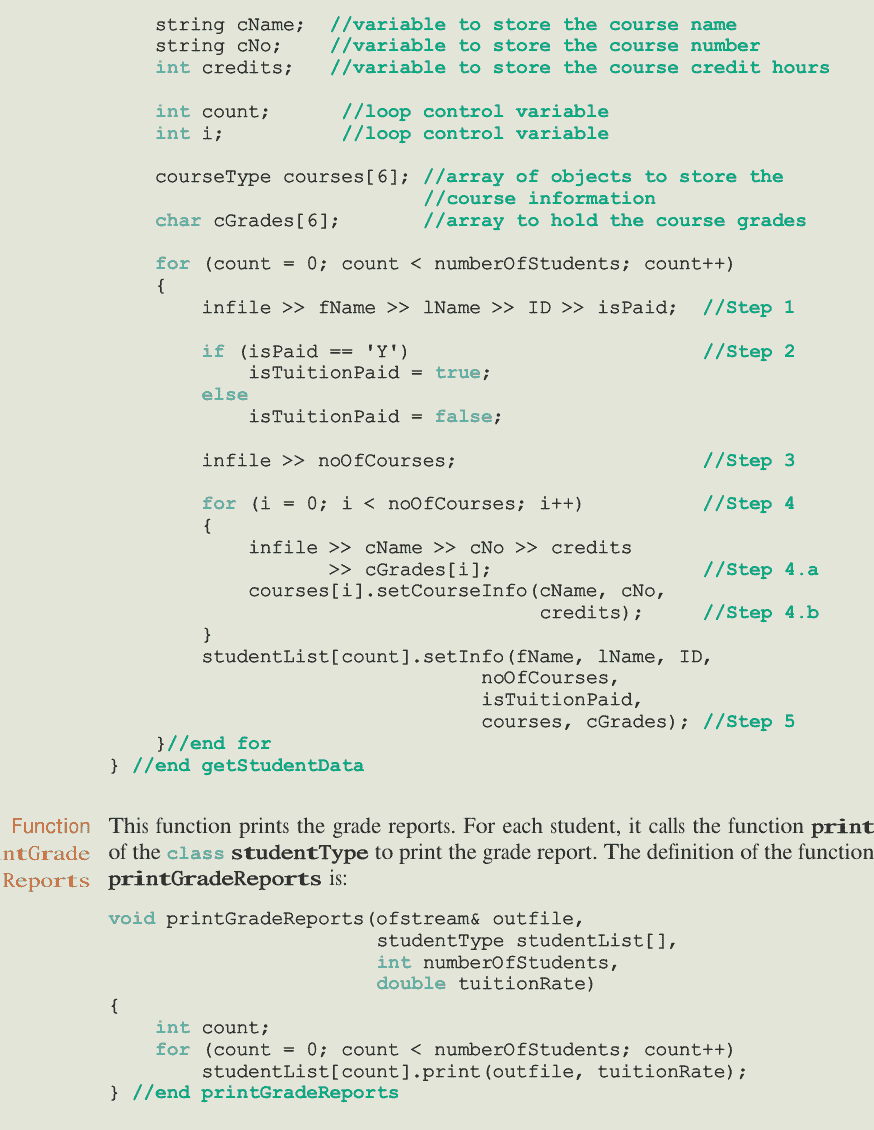 string cName; //variable to store the course name
string cNo; //variable to store the course number
int credits; //variable to store the course credit hours
int count; //loop control variable
int i; //loop control variable
courseType courses[6]; //array of objects to store the
//course information
char cGrades[6]; //array to hold the course grades
for (count = 0; count < numberOfStudents; count++)
{
infile >> fName >> lName >> ID >> isPaid; //Step 1
if (isPaid == 'Y') //Step 2
isTuitionPaid = true;
else
isTuitionPaid = false;
infile >> noOfCourses; //Step 3
for (i = 0; i < noOfCourses; i++) //Step 4
{
infile >> cName >> cNo >> credits
>> cGrades[i]; //Step 4.a
courses[i].setCourseInfo(cName, cNo,
credits); //Step 4.b
}
studentList[count].setInfo(fName, lName, ID,
noOfCourses,
isTuitionPaid,
courses, cGrades); //Step 5
}//end for
} //end getStudentData
Function
ntGrade
Reports
This function prints the grade reports. For each student, it calls the function print
of the class studentType to print the grade report. The definition of the function
printGradeReports is:
void printGradeReports(ofstream& outfile,
studentType studentList[],
int numberOfStudents,
double tuitionRate)
{
int count;
for (count = 0; count < numberOfStudents; count++)
studentList[count].print(outfile, tuitionRate);
} //end printGradeReports